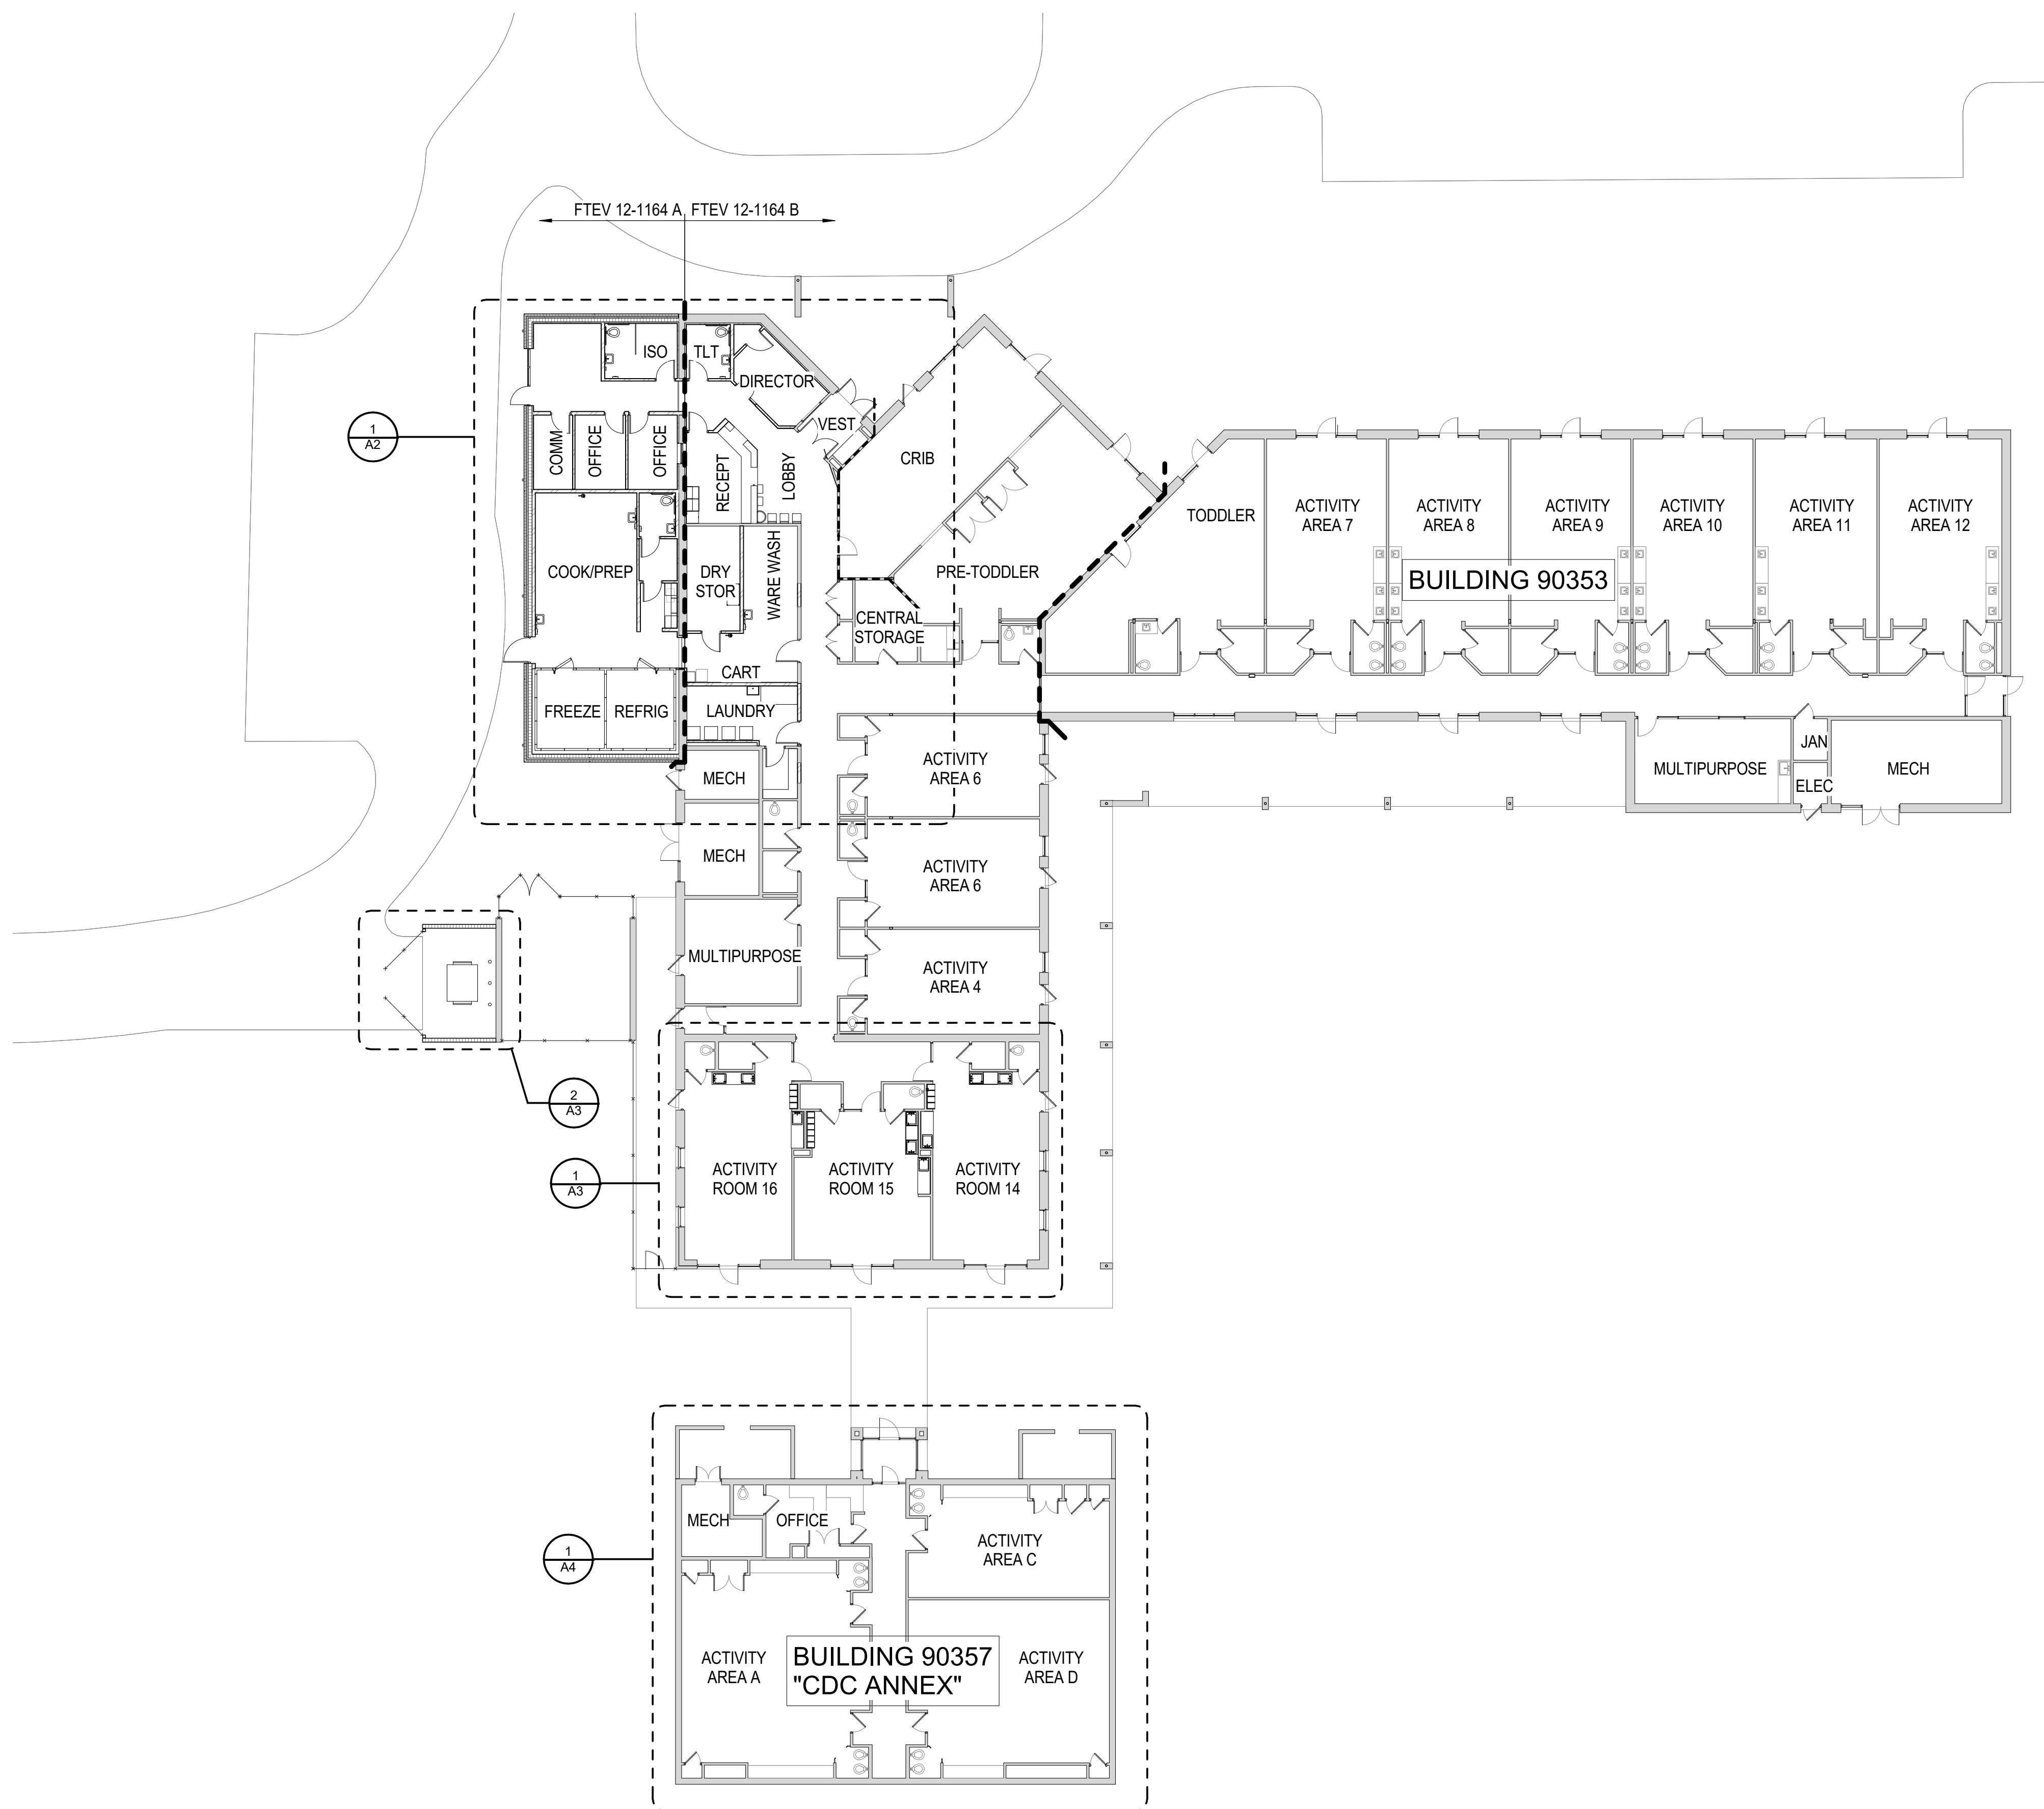 FTEV 12-1164 A
FTEV 12-1164 B
ISO
TLT
DIRECTOR
VEST
1
A2
COMM
OFFICE
OFFICE
RECEPT
LOBBY
CRIB
TODDLER
ACTIVITY
AREA 7
ACTIVITY
AREA 8
ACTIVITY
AREA 9
ACTIVITY
AREA 10
ACTIVITY
AREA 11
ACTIVITY
AREA 12
BUILDING 90353
COOK/PREP
DRY
STOR
WARE WASH
PRE-TODDLER
CENTRAL
STORAGE
CART
FREEZE
REFRIG
LAUNDRY
MECH
ACTIVITY
AREA 6
MULTIPURPOSE
JAN
ELEC
MECH
MECH
ACTIVITY
AREA 6
MULTIPURPOSE
ACTIVITY
AREA 4
2
A3
1
A3
ACTIVITY
ROOM 16
ACTIVITY
ROOM 15
ACTIVITY
ROOM 14
MECH
OFFICE
ACTIVITY
AREA C
1
A4
ACTIVITY
AREA A
BUILDING 90357
"CDC ANNEX"
ACTIVITY
AREA D